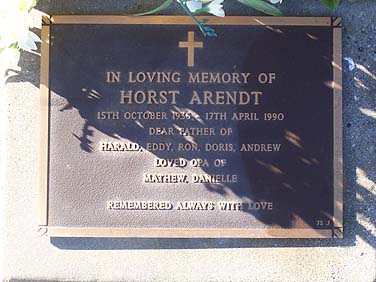 IN LOVING MEMORY OF
HORST ARENDT
15TH OCTOBER 1936 - 17TH APRIL 1990
DEAR FATHER OF
HARALD, EDDY, RON, DORIS, ANDREW
LOVED OPA OF
MATHEW, DANIELLE
REMEMBERED ALWAYS WITH LOVE